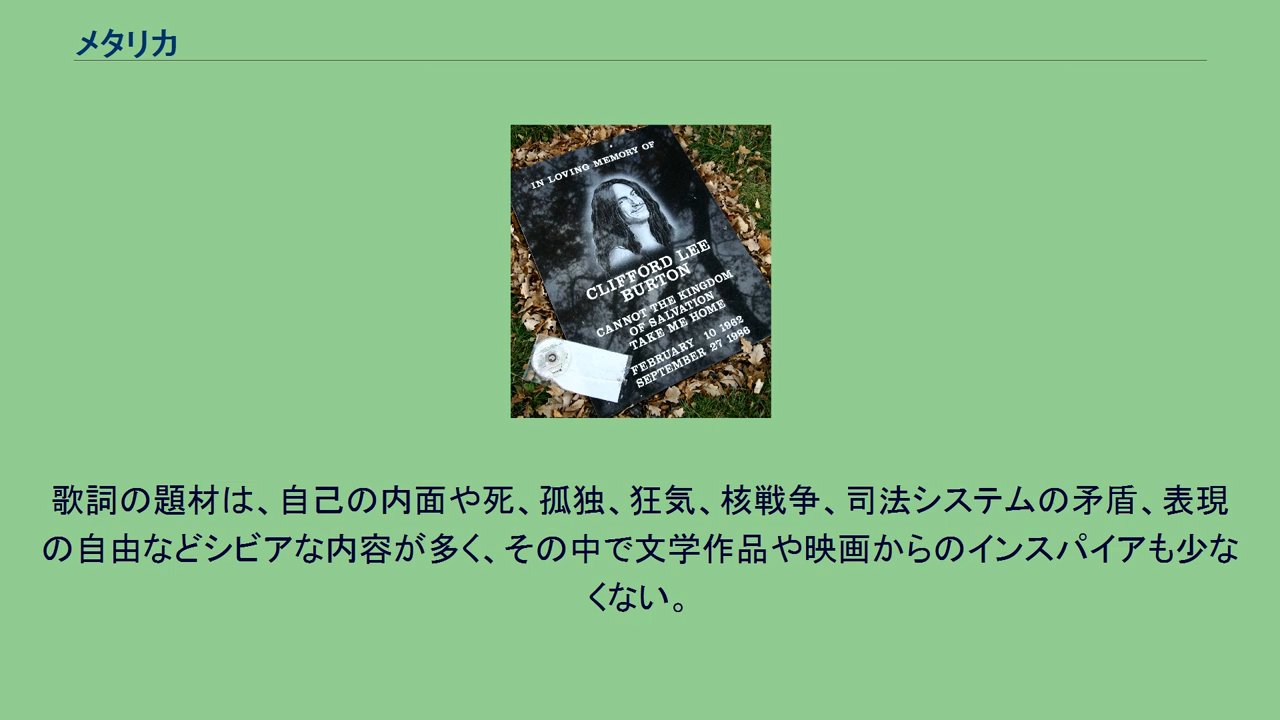 メタリカ
IN LOVING MEMORY OF
CLIFFORD LEE
BURTON
CANNOT THE KINGDOM
OF SALVATION
TAKE ME HOME
FEBRUARY 10 1962
SEPTEMBER 27 1986
歌詞の題材は、自己の内面や死、孤独、狂気、核戦争、司法システムの矛盾、表現
の自由などシビアな内容が多く、その中で文学作品や映画からのインスパイアも少な
くない。